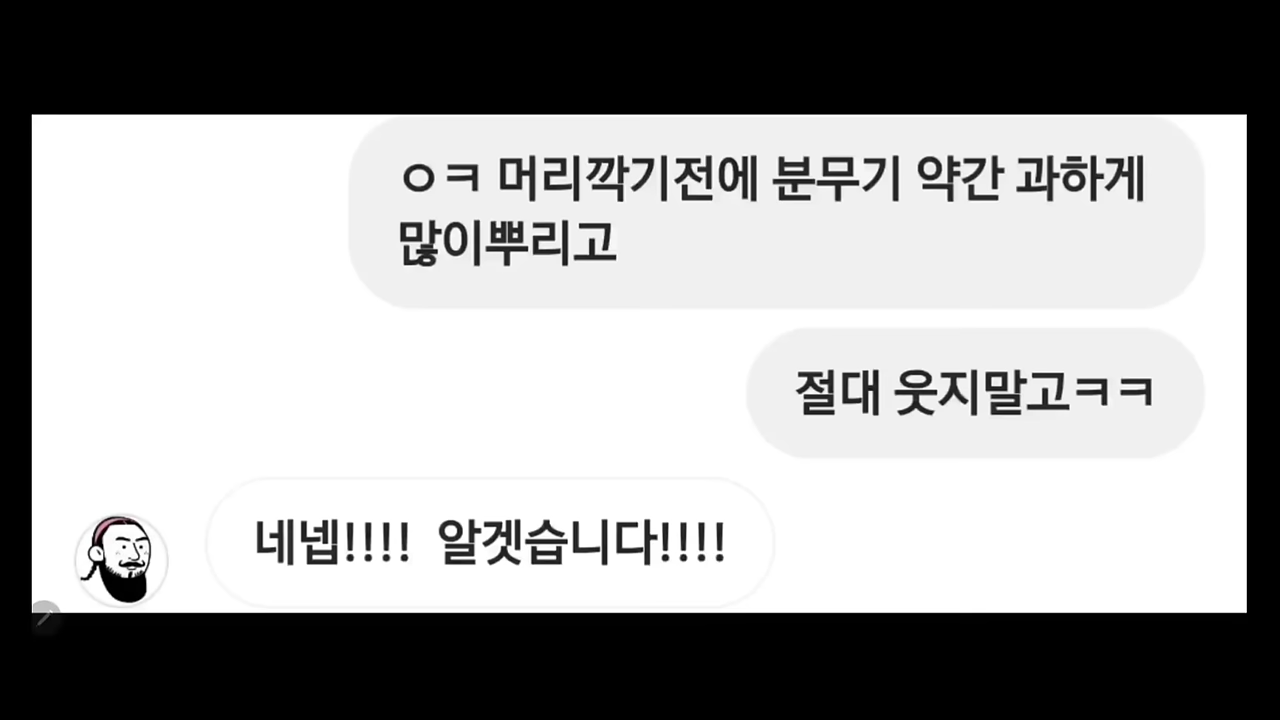 ㅇㅋ 머리깍기전에 분무기 약간 과하게
많이뿌리고
절대 웃지말고ㅋㅋ
네넵!!!! 알겟습니다!!!!